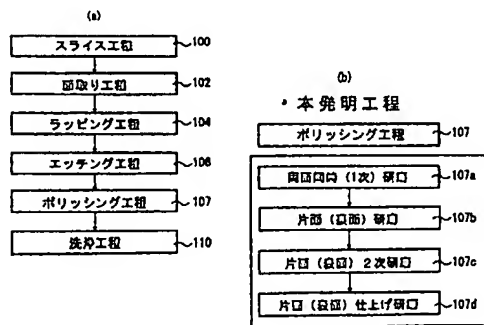 (a)
スライス工程 100
面取り工程 102
ラッピング工程 104
エッチング工程 106
ポリッシング工程 107
洗浄工程 110
(b)
・本発明工程
ポリッシング工程 107
両面同時(1次)研磨 107a
片面(表面)研磨 107b
片面(表面)2次研磨 107c
片面(表面)仕上げ研磨 107d